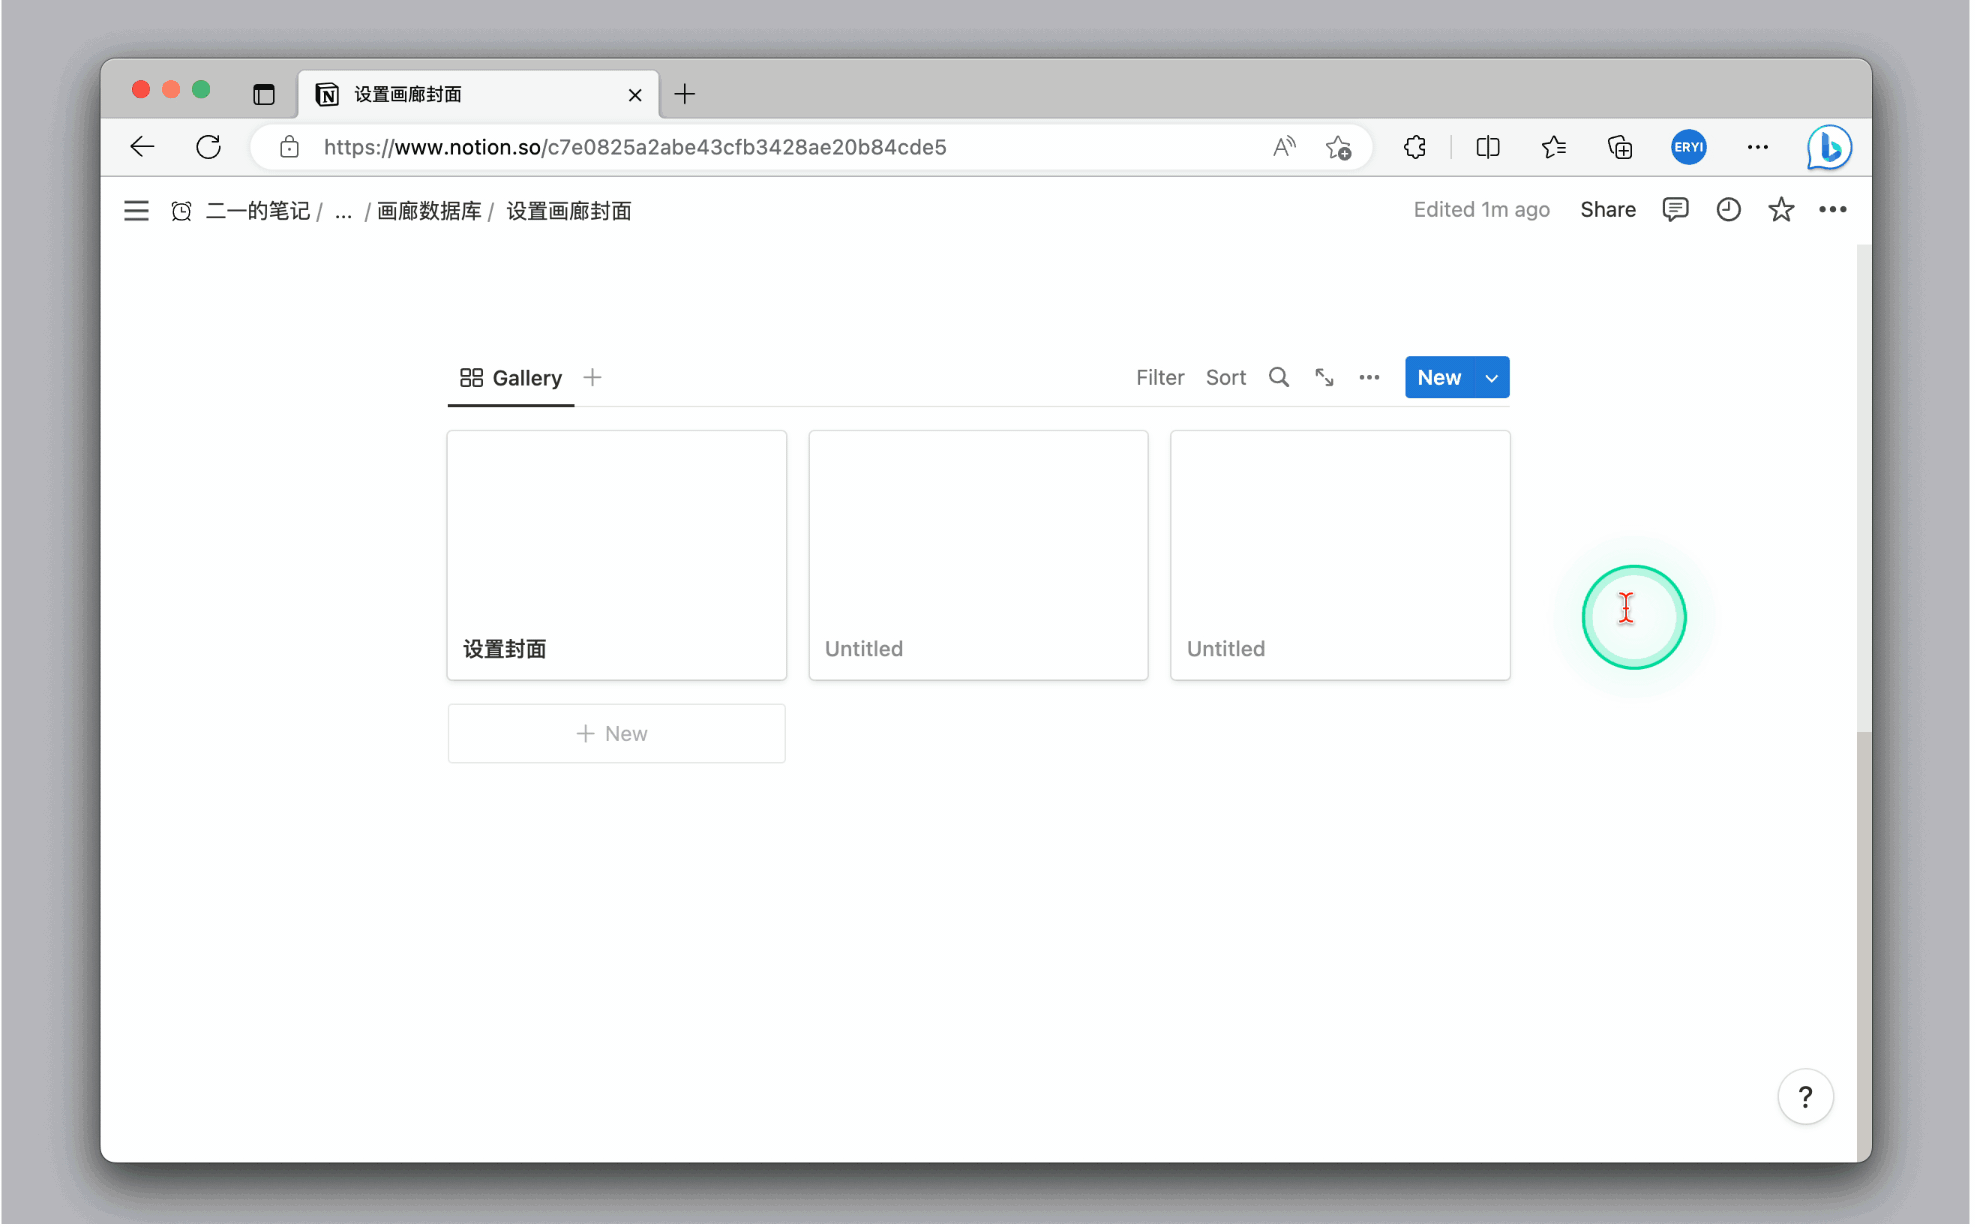 设置画廊封面
https://www.notion.so/c7e0825a2abe43cfb3428ae20b84cde5
ERYI
二一的笔记 / ... / 画廊数据库 / 设置画廊封面
Edited 1m ago Share
Gallery
Filter Sort New
设置封面
Untitled
Untitled
+ New
?